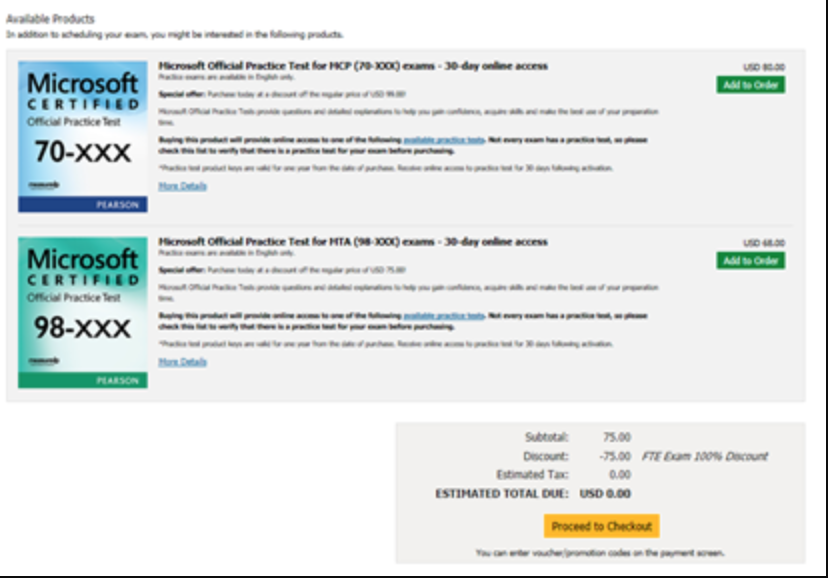 Available Products
In addition to scheduling your exam, you might be interested in the following products.
Microsoft
CERTIFIED
Official Practice Test
70-XXX
PEARSON
Microsoft Official Practice Test for MCP (70-XXX) exams - 30-day online access
Practice exams are available in English only.
Special offer: Purchase today at a discount off the regular price of USD 99.00!
Microsoft Official Practice Tests provide questions and detailed explanations to help you gain confidence, acquire skills and make the best use of your preparation
time.
Buying this product will provide online access to one of the following available practice tests. Not every exam has a practice test, so please
check this list to verify that there is a practice test for your exam before purchasing.
*Practice test product keys are valid for one year from the date of purchase. Receive online access to practice test for 30 days following activation.
More Details
USD 80.00
Add to Order
Microsoft
CERTIFIED
Official Practice Test
98-XXX
PEARSON
Microsoft Official Practice Test for MTA (98-XXX) exams - 30-day online access
Practice exams are available in English only.
Special offer: Purchase today at a discount off the regular price of USD 75.00!
Microsoft Official Practice Tests provide questions and detailed explanations to help you gain confidence, acquire skills and make the best use of your preparation
time.
Buying this product will provide online access to one of the following available practice tests. Not every exam has a practice test, so please
check this list to verify that there is a practice test for your exam before purchasing.
*Practice test product keys are valid for one year from the date of purchase. Receive online access to practice test for 30 days following activation.
More Details
USD 68.00
Add to Order
Subtotal: 75.00
Discount: -75.00 FTE Exam 100% Discount
Estimated Tax: 0.00
ESTIMATED TOTAL DUE: USD 0.00
Proceed to Checkout
You can enter voucher/promotion codes on the payment screen.